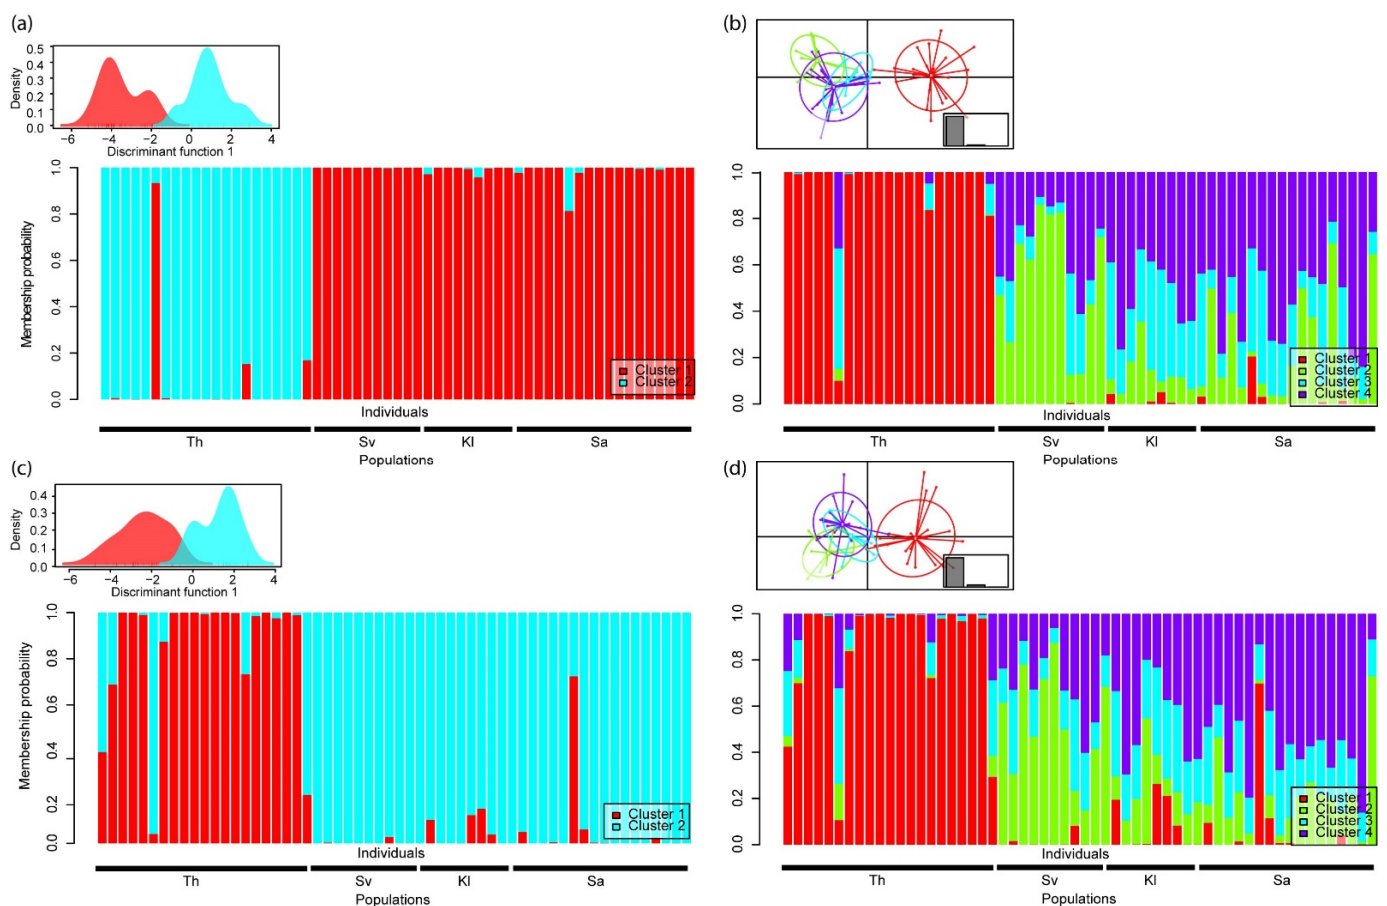 (a)
0.5
0.4
0.3
0.2
0.1
0.0
Density
−6
−4
−2
0
2
4
Discriminant function 1
1.0
0.8
0.6
0.4
0.2
0.0
Membership probability
Cluster 1
Cluster 2
Individuals
Th
Sv
Kl
Sa
Populations
(b)
1.0
0.8
0.6
0.4
0.2
0.0
Cluster 1
Cluster 2
Cluster 3
Cluster 4
Individuals
Th
Sv
Kl
Sa
Populations
(c)
0.4
0.3
0.2
0.1
0.0
Density
−6
−4
−2
0
2
4
Discriminant function 1
1.0
0.8
0.6
0.4
0.2
0.0
Membership probability
Cluster 1
Cluster 2
Individuals
Th
Sv
Kl
Sa
Populations
(d)
1.0
0.8
0.6
0.4
0.2
0.0
Cluster 1
Cluster 2
Cluster 3
Cluster 4
Individuals
Th
Sv
Kl
Sa
Populations